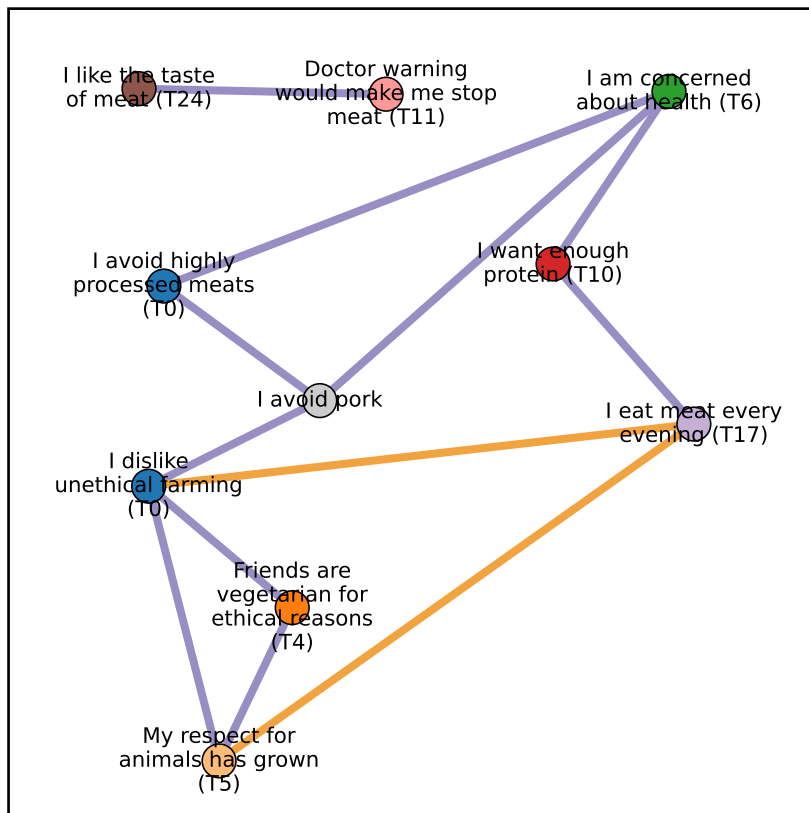 I like the taste
of meat (T24)
Doctor warning
would make me stop
meat (T11)
I am concerned
about health (T6)
I avoid highly
processed meats
(T0)
I want enough
protein (T10)
I avoid pork
I eat meat every
evening (T17)
I dislike
unethical farming
(T0)
Friends are
vegetarian for
ethical reasons
(T4)
My respect for
animals has grown
(T5)